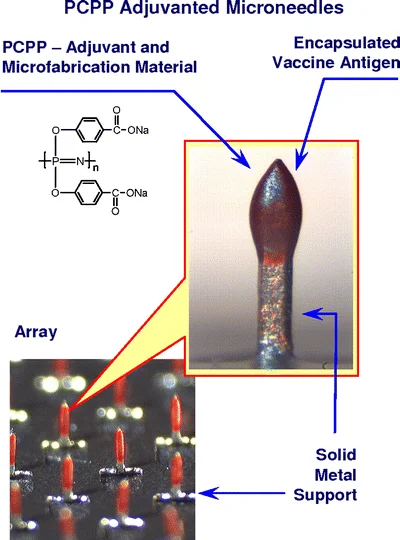 PCPP Adjuvanted Microneedles
PCPP – Adjuvant and
Microfabrication Material
Encapsulated
Vaccine Antigen
O
O
C
ONa
P
N
n
O
C
ONa
O
Array
Solid
Metal
Support